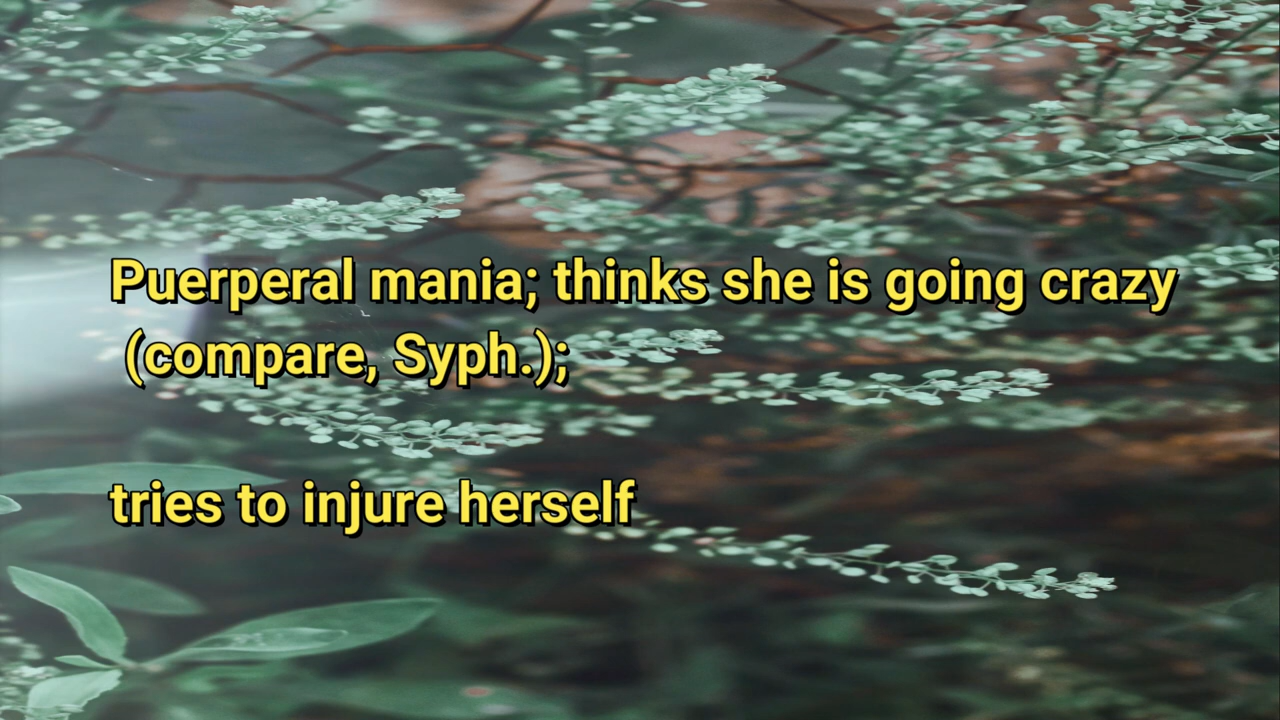 Puerperal mania; thinks she is going crazy
(compare, Syph.);
tries to injure herself